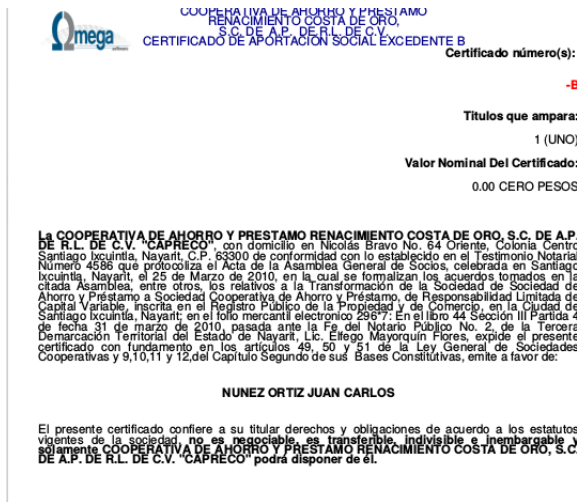 COOPERATIVA DE AHORRO Y PRESTAMO
RENACIMIENTO COSTA DE ORO,
S.C. DE A.P. DE R.L. DE C.V.
CERTIFICADO DE APORTACION SOCIAL EXCEDENTE B
Omega
Certificado número(s):
-B
Titulos que ampara:
1 (UNO)
Valor Nominal Del Certificado:
0.00 CERO PESOS
La COOPERATIVA DE AHORRO Y PRESTAMO RENACIMIENTO COSTA DE ORO, S.C. DE A.P.
DE R.L. DE C.V. "CAPRECO", con domicilio en Nicolás Bravo No. 64 Oriente, Colonia Centro
Santiago Ixcuintla, Nayarit, C.P. 63300 de conformidad con lo establecido en el Testimonio Notarial
Número 4586 que protocoliza el Acta de la Asamblea General de Socios, celebrada en Santiago
Ixcuintla, Nayarit, el 25 de Marzo de 2010, en la cual se formalizan los acuerdos tomados en la
citada Asamblea, entre otros, los relativos a la Transformación de la Sociedad de Sociedad de
Ahorro y Préstamo a Sociedad Cooperativa de Ahorro y Préstamo, de Responsabilidad Limitada de
Capital Variable, inscrita en el Registro Público de la Propiedad y de Comercio, en la Ciudad de
Santiago Ixcuintla, Nayarit; en el folio mercantil electronico 296*7: En el libro 44 Sección III Partida 4
de fecha 31 de marzo de 2010, pasada ante la Fe del Notario Público No. 2, de la Tercera
Demarcación Territorial del Estado de Nayarit, Lic. Elfego Mayorquín Flores, expide el presente
certificado con fundamento en los artículos 49, 50 y 51 de la Ley General de Sociedades
Cooperativas y 9,10,11 y 12,del Capítulo Segundo de sus Bases Constitutivas, emite a favor de:
NUNEZ ORTIZ JUAN CARLOS
El presente certificado confiere a su titular derechos y obligaciones de acuerdo a los estatutos
vigentes de la sociedad, no es negociable, es transferible, indivisible e inembargable y
sólamente COOPERATIVA DE AHORRO Y PRESTAMO RENACIMIENTO COSTA DE ORO, S.C.
DE A.P. DE R.L. DE C.V. "CAPRECO" podrá disponer de él.